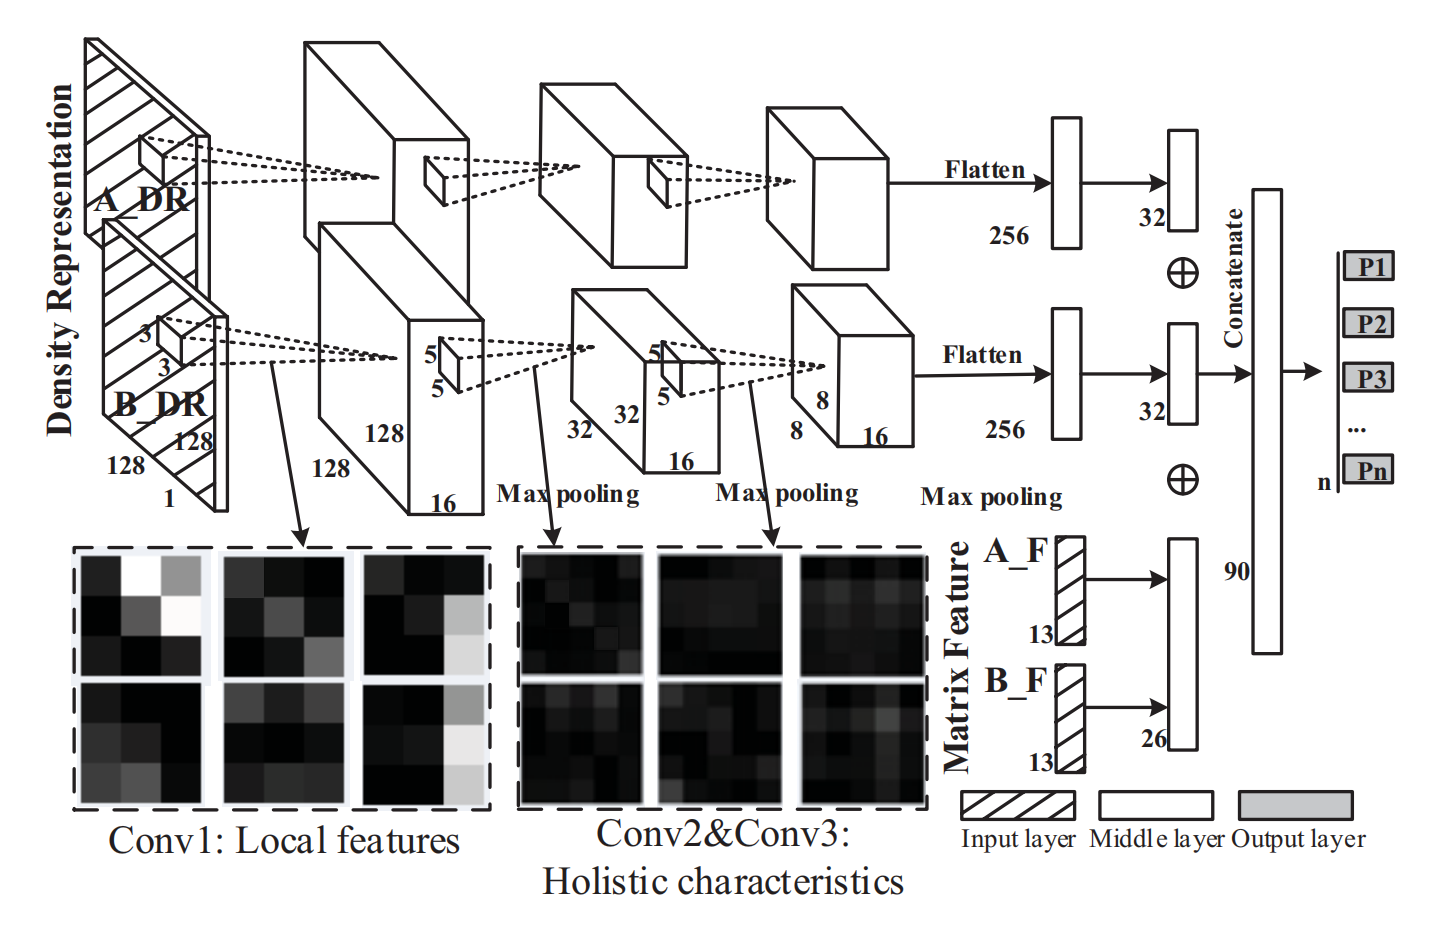 Density Representation
A_DR
B_DR
3
3
128
128
1
5
5
128
128
16
Max pooling
5
5
32
32
16
Max pooling
8
8
16
Max pooling
Flatten
256
32
Flatten
256
32
Concatenate
90
P1
P2
P3
...
Pn
n
Matrix Feature
A_F
13
B_F
13
26
Input layer
Middle layer
Output layer
Conv1: Local features
Conv2&Conv3:
Holistic characteristics